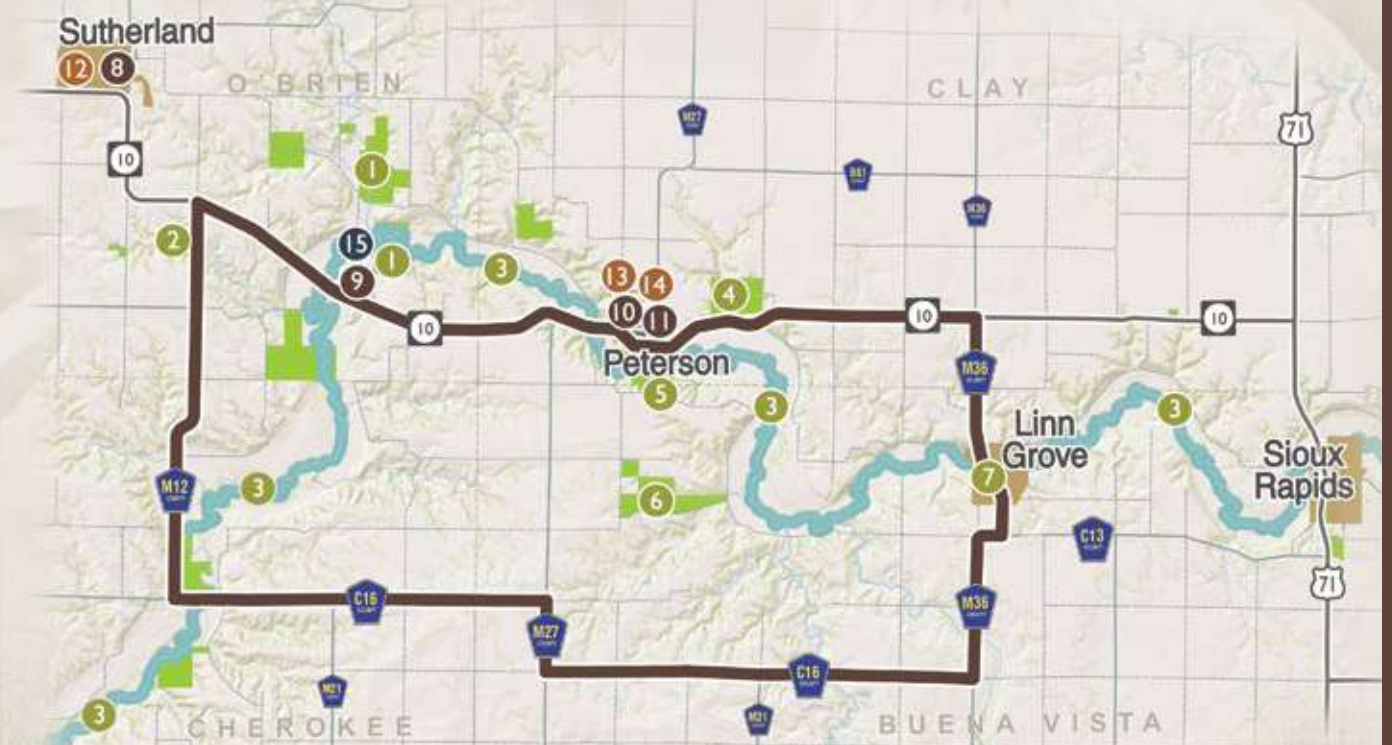 Sutherland
12 8
O'BRIEN
CLAY
M27
71
10
1
B61
M36
2
15
1
3
9
13 14
4
10 11
10
10
10
Peterson
M36
5
3
3
Linn
Grove
Sioux
Rapids
7
M12
3
6
C13
71
C16
M27
M36
C16
M21
3
CHEROKEE
BUENA VISTA